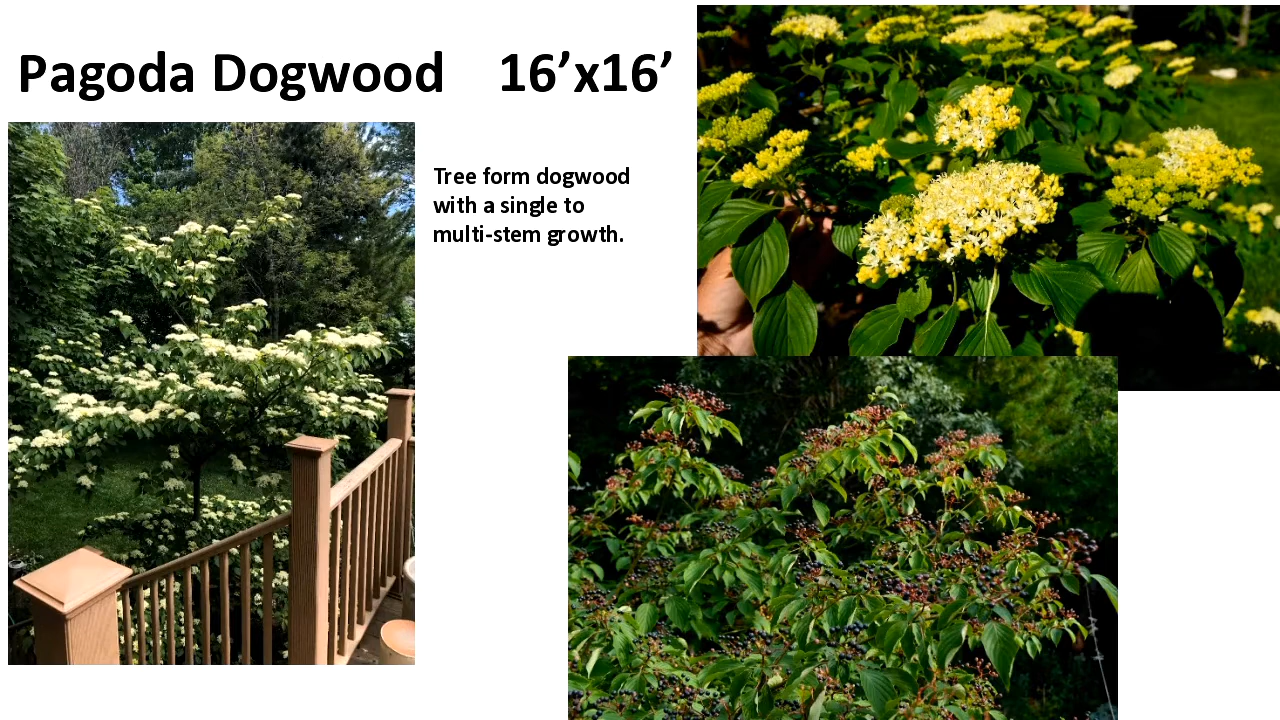 Pagoda Dogwood 16’x16’
Tree form dogwood
with a single to
multi-stem growth.